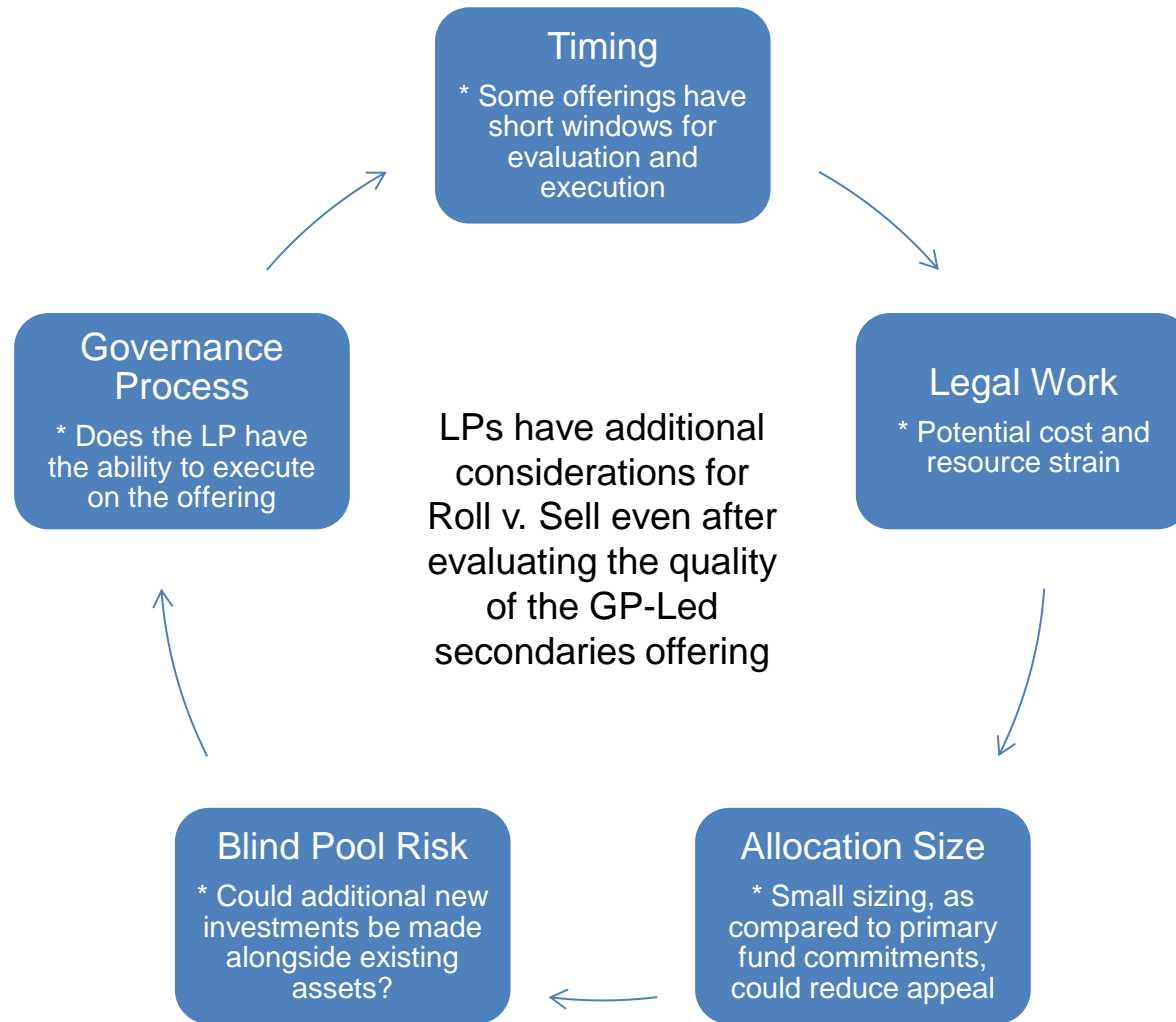 Timing
* Some offerings have
short windows for
evaluation and
execution
Legal Work
* Potential cost and
resource strain
Allocation Size
* Small sizing, as
compared to primary
fund commitments,
could reduce appeal
Blind Pool Risk
* Could additional new
investments be made
alongside existing
assets?
Governance
Process
* Does the LP have
the ability to execute
on the offering
LPs have additional
considerations for
Roll v. Sell even after
evaluating the quality
of the GP-Led
secondaries offering